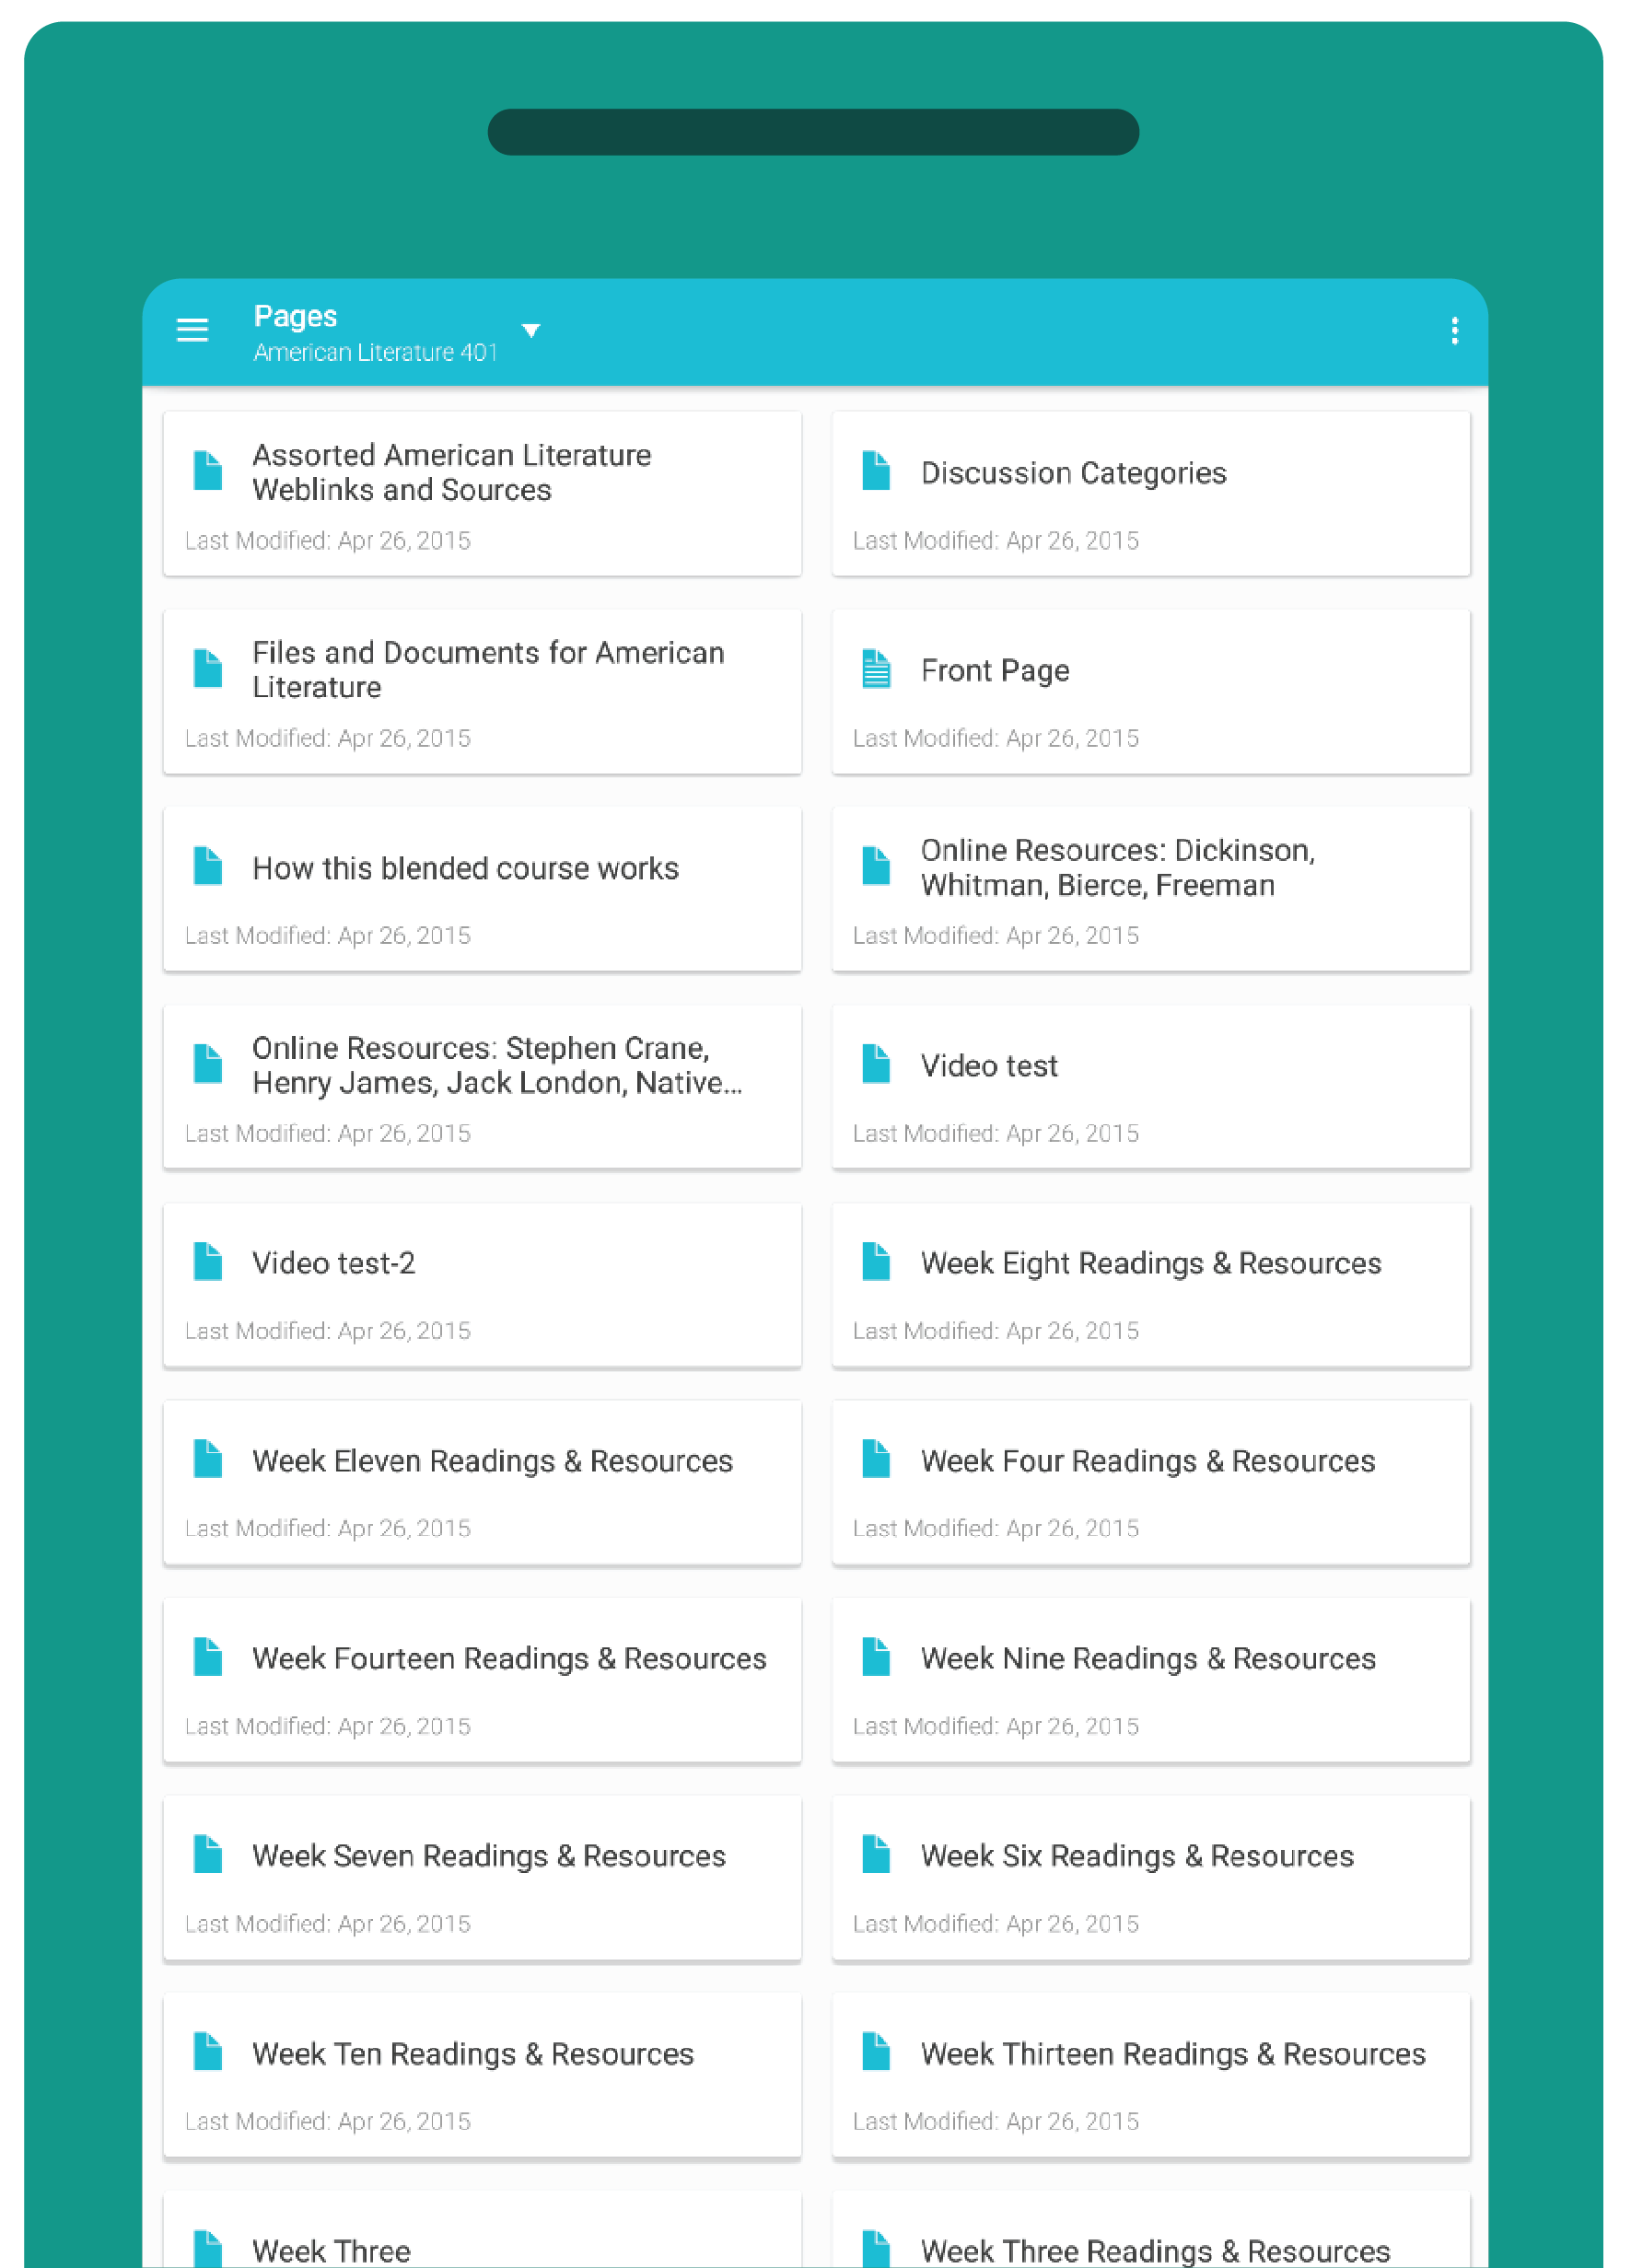 Pages
American Literature 401
Assorted American Literature
Weblinks and Sources
Last Modified: Apr 26, 2015
Discussion Categories
Last Modified: Apr 26, 2015
Files and Documents for American
Literature
Last Modified: Apr 26, 2015
Front Page
Last Modified: Apr 26, 2015
How this blended course works
Last Modified: Apr 26, 2015
Online Resources: Dickinson,
Whitman, Bierce, Freeman
Last Modified: Apr 26, 2015
Online Resources: Stephen Crane,
Henry James, Jack London, Native...
Last Modified: Apr 26, 2015
Video test
Last Modified: Apr 26, 2015
Video test-2
Last Modified: Apr 26, 2015
Week Eight Readings & Resources
Last Modified: Apr 26, 2015
Week Eleven Readings & Resources
Last Modified: Apr 26, 2015
Week Four Readings & Resources
Last Modified: Apr 26, 2015
Week Fourteen Readings & Resources
Last Modified: Apr 26, 2015
Week Nine Readings & Resources
Last Modified: Apr 26, 2015
Week Seven Readings & Resources
Last Modified: Apr 26, 2015
Week Six Readings & Resources
Last Modified: Apr 26, 2015
Week Ten Readings & Resources
Last Modified: Apr 26, 2015
Week Thirteen Readings & Resources
Last Modified: Apr 26, 2015
Week Three
Week Three Readings & Resources